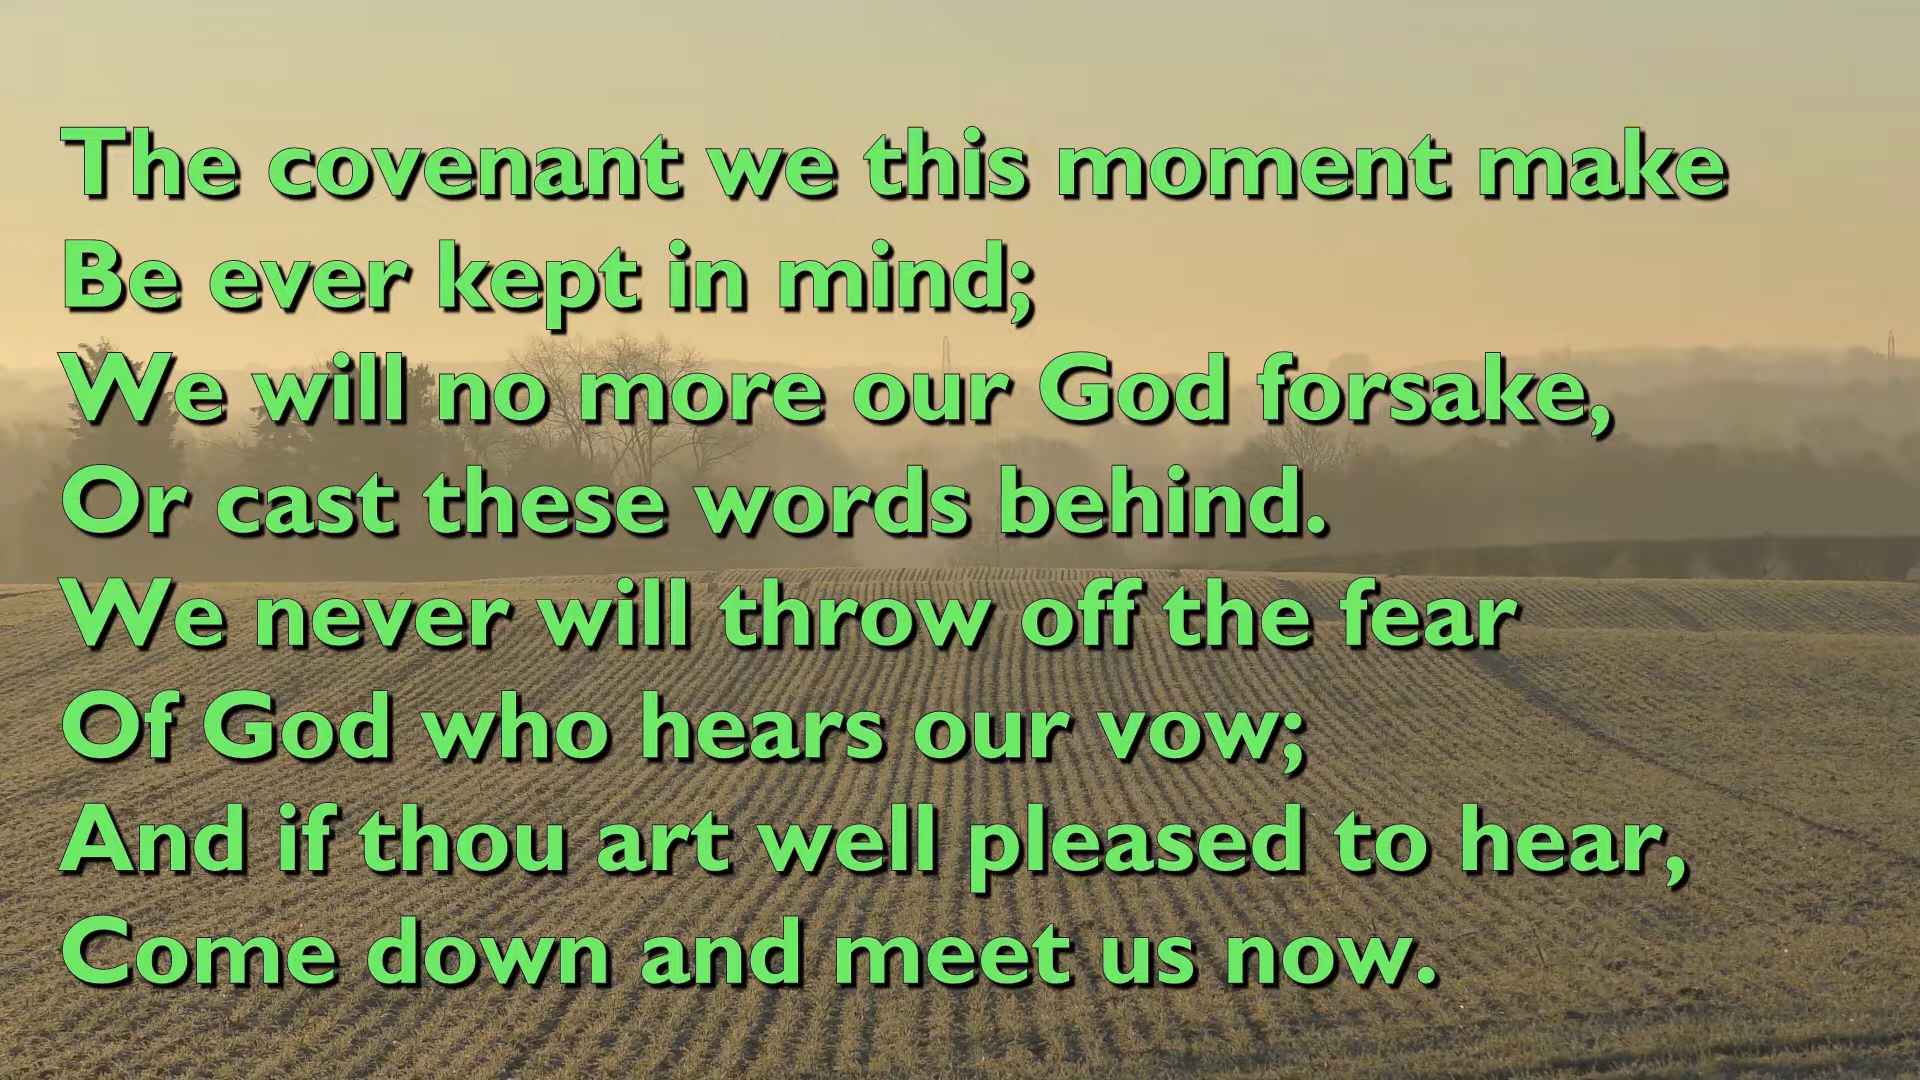 The covenant we this moment make
Be ever kept in mind;
We will no more our God forsake,
Or cast these words behind.
We never will throw off the fear
Of God who hears our vow;
And if thou art well pleased to hear,
Come down and meet us now.